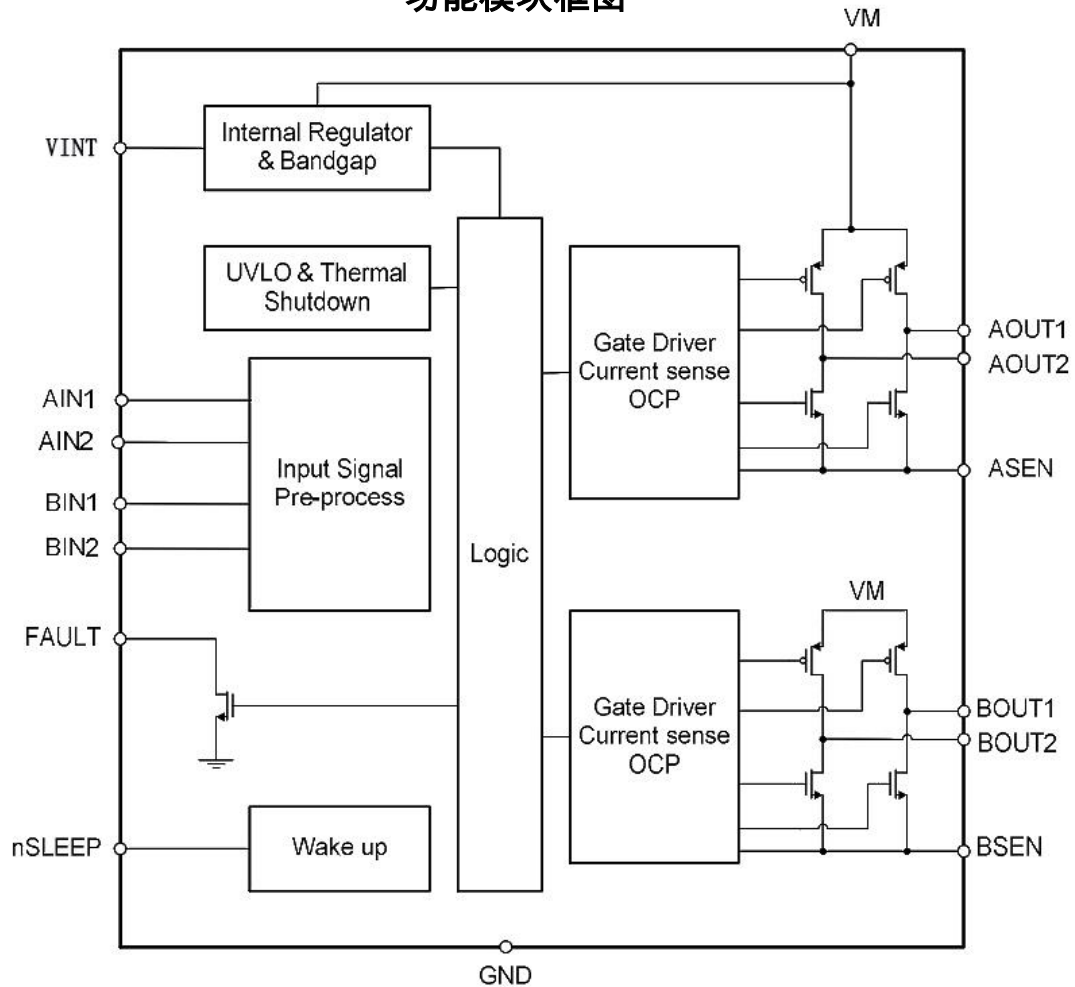 功能模块框图
VM
Internal Regulator
& Bandgap
VINT
UVLO & Thermal
Shutdown
Gate Driver
Current sense
OCP
AOUT1
AOUT2
AIN1
AIN2
Input Signal
Pre-process
ASEN
BIN1
BIN2
Logic
VM
FAULT
Gate Driver
Current sense
OCP
BOUT1
BOUT2
nSLEEP
Wake up
BSEN
GND